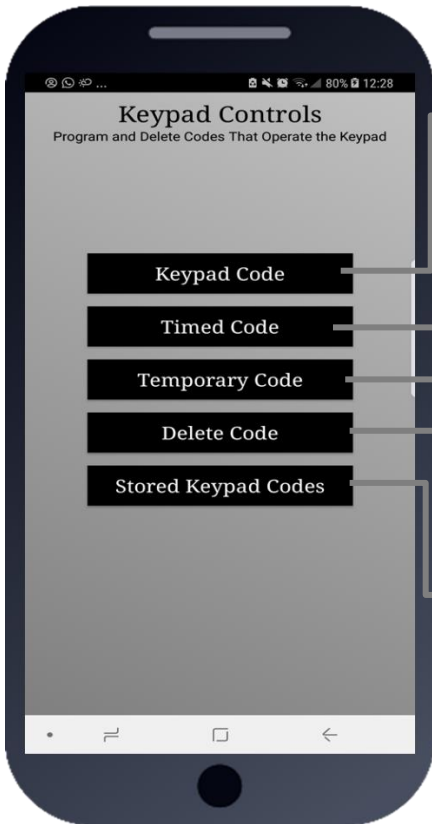 ... 80% 12:28
Keypad Controls
Program and Delete Codes That Operate the Keypad
Keypad Code
Timed Code
Temporary Code
Delete Code
Stored Keypad Codes